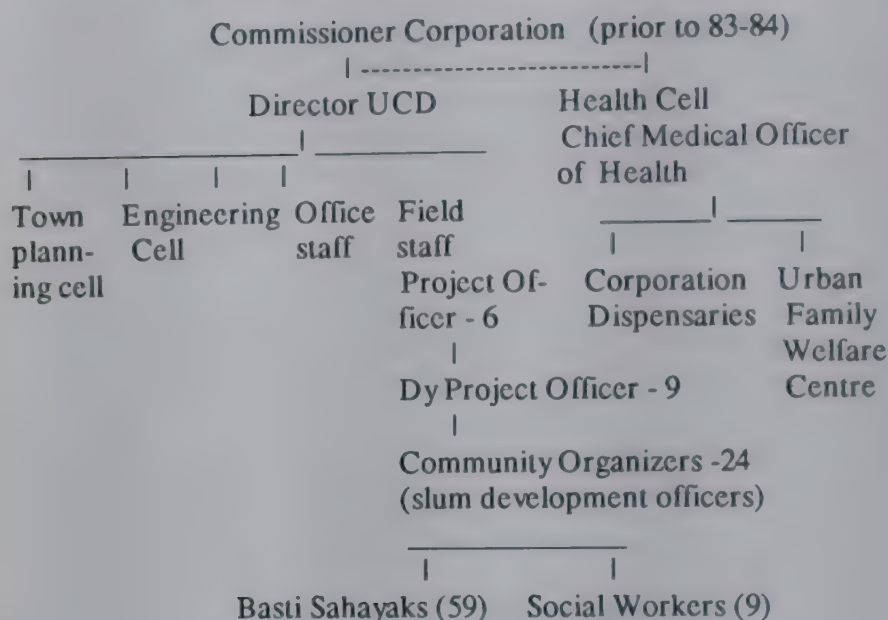 Commissioner Corporation (prior to 83-84)
Director UCD
Health Cell
Chief Medical Officer
of Health
Town
plann-
ing cell
Engineering
Cell
Office
staff
Field
staff
Project Of-
ficer - 6
Dy Project Officer - 9
Community Organizers -24
(slum development officers)
Basti Sahayaks (59)
Social Workers (9)
Corporation
Dispensaries
Urban
Family
Welfare
Centre